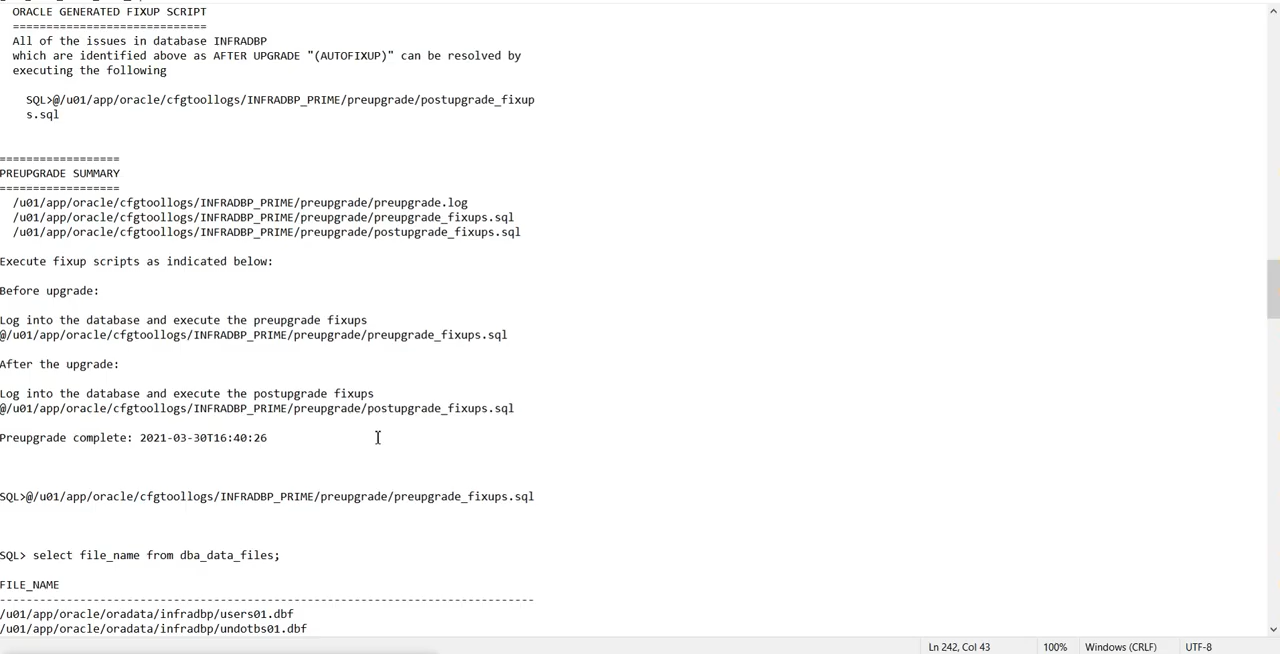 ORACLE GENERATED FIXUP SCRIPT
=============================
All of the issues in database INFRADBP
which are identified above as AFTER UPGRADE "(AUTOFIXUP)" can be resolved by
executing the following
SQL>@/u01/app/oracle/cfgtoollogs/INFRADBP_PRIME/preupgrade/postupgrade_fixup
s.sql
==================
PREUPGRADE SUMMARY
==================
/u01/app/oracle/cfgtoollogs/INFRADBP_PRIME/preupgrade/preupgrade.log
/u01/app/oracle/cfgtoollogs/INFRADBP_PRIME/preupgrade/preupgrade_fixups.sql
/u01/app/oracle/cfgtoollogs/INFRADBP_PRIME/preupgrade/postupgrade_fixups.sql
Execute fixup scripts as indicated below:
Before upgrade:
Log into the database and execute the preupgrade fixups
@/u01/app/oracle/cfgtoollogs/INFRADBP_PRIME/preupgrade/preupgrade_fixups.sql
After the upgrade:
Log into the database and execute the postupgrade fixups
@/u01/app/oracle/cfgtoollogs/INFRADBP_PRIME/preupgrade/postupgrade_fixups.sql
Preupgrade complete: 2021-03-30T16:40:26
SQL>@/u01/app/oracle/cfgtoollogs/INFRADBP_PRIME/preupgrade/preupgrade_fixups.sql
SQL> select file_name from dba_data_files;
FILE_NAME
--------------------------------------------------------------------------------
/u01/app/oracle/oradata/infradbp/users01.dbf
/u01/app/oracle/oradata/infradbp/undotbs01.dbf
Ln 242, Col 43 100% Windows (CRLF) UTF-8